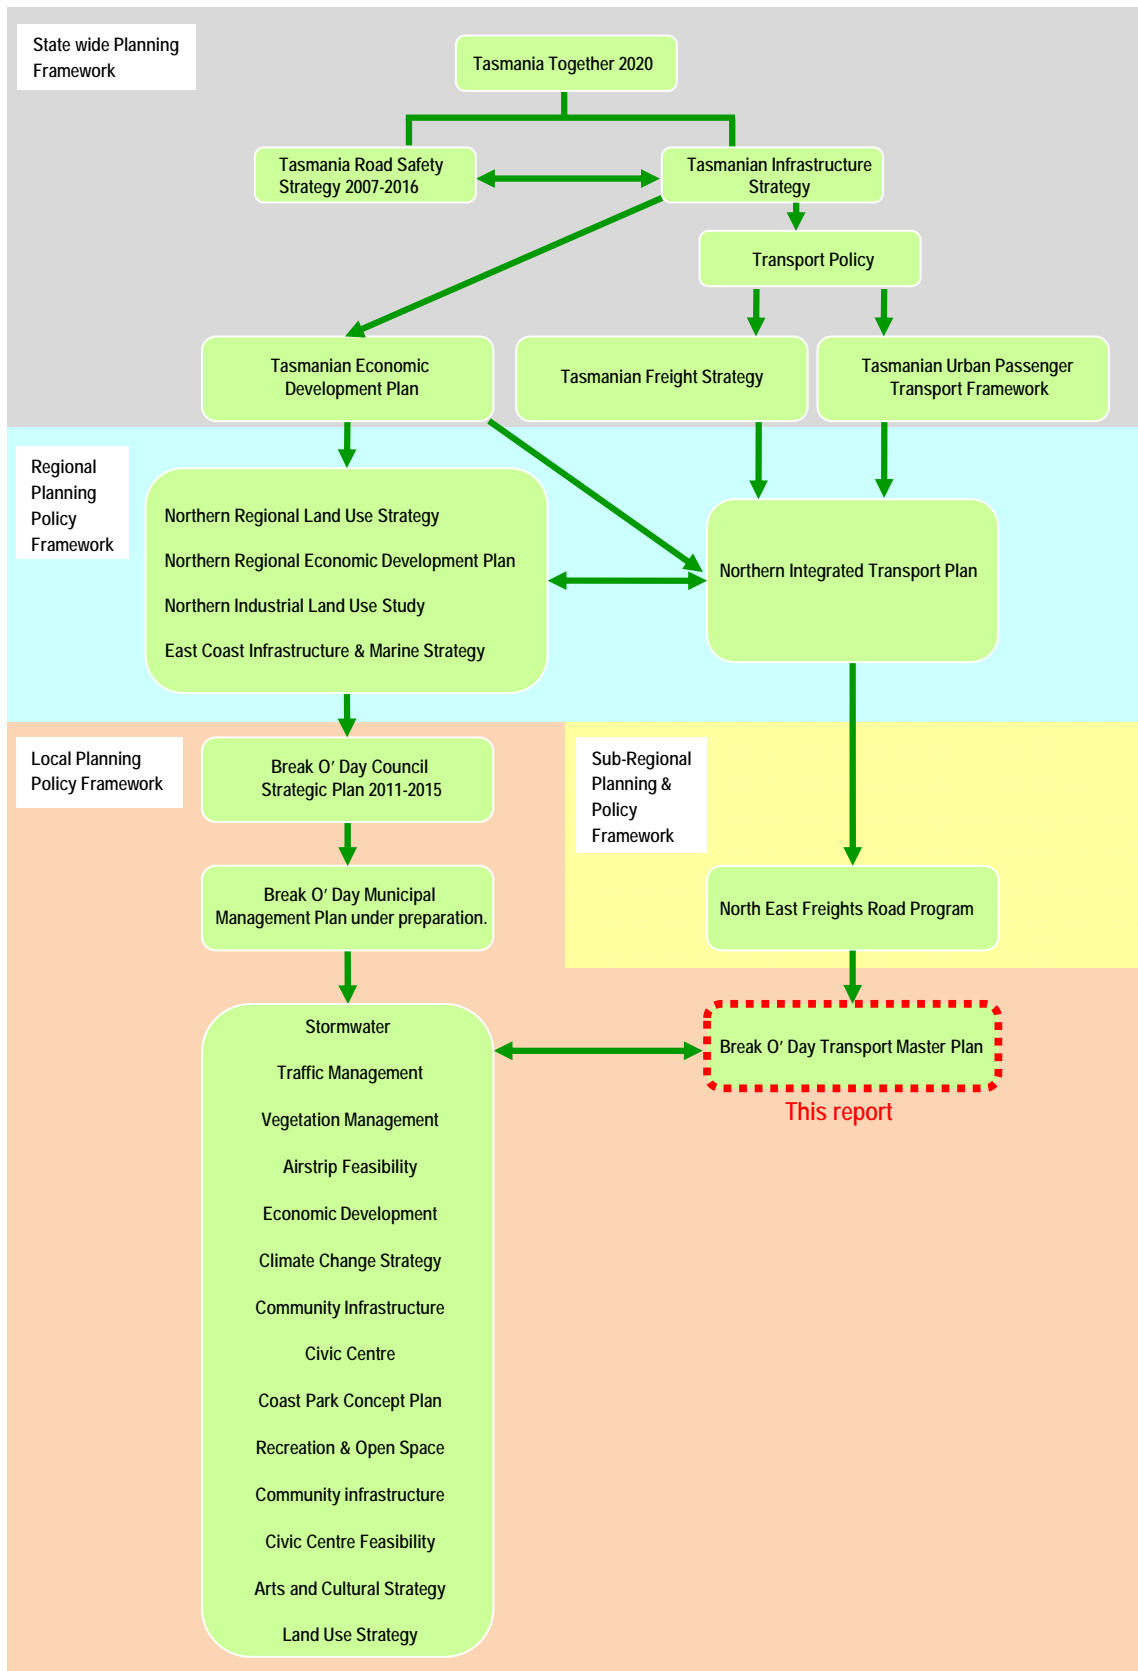 State wide Planning
Framework
Tasmania Together 2020
Tasmania Road Safety
Strategy 2007-2016
Tasmanian Infrastructure
Strategy
Transport Policy
Tasmanian Economic
Development Plan
Tasmanian Freight Strategy
Tasmanian Urban Passenger
Transport Framework
Regional
Planning
Policy
Framework
Northern Regional Land Use Strategy
Northern Regional Economic Development Plan
Northern Industrial Land Use Study
East Coast Infrastructure & Marine Strategy
Northern Integrated Transport Plan
Local Planning
Policy Framework
Break O' Day Council
Strategic Plan 2011-2015
Sub-Regional
Planning &
Policy
Framework
Break O' Day Municipal
Management Plan under preparation.
North East Freights Road Program
Stormwater
Traffic Management
Vegetation Management
Airstrip Feasibility
Economic Development
Climate Change Strategy
Community Infrastructure
Civic Centre
Coast Park Concept Plan
Recreation & Open Space
Community infrastructure
Civic Centre Feasibility
Arts and Cultural Strategy
Land Use Strategy
Break O' Day Transport Master Plan
This report